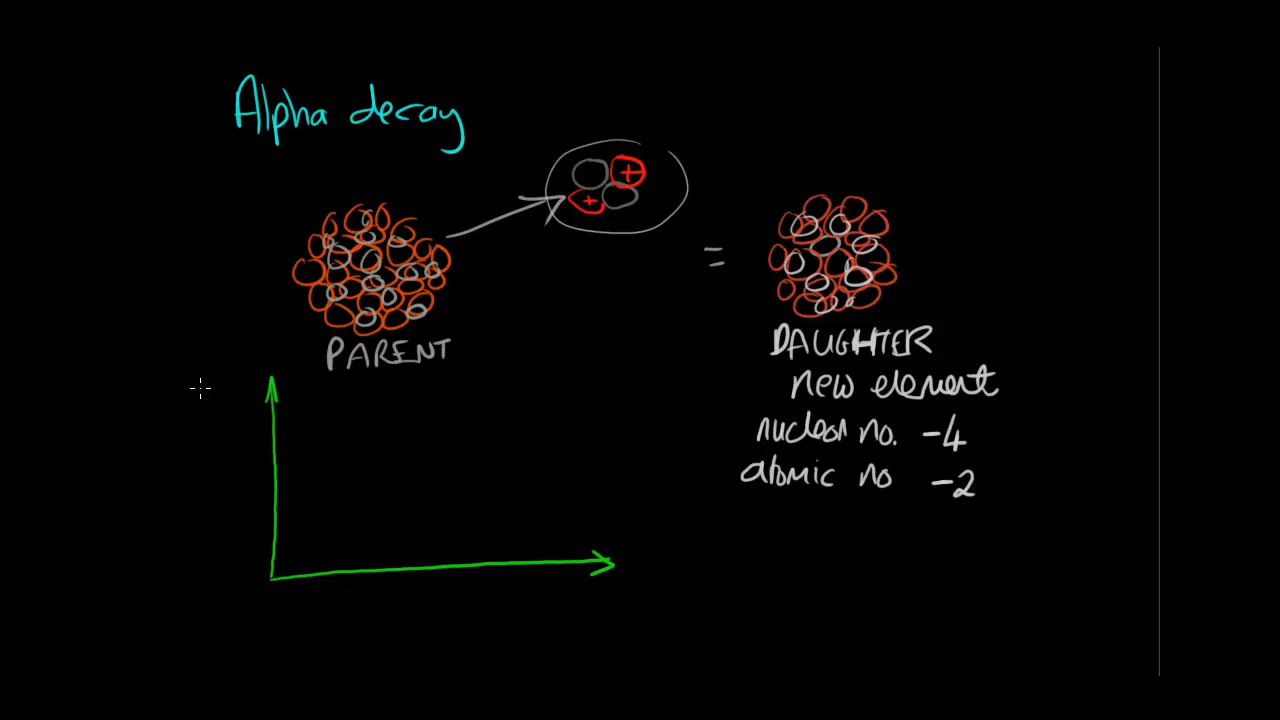 Alpha decay
+
+
=
PARENT
DAUGHTER
new element
nucleon no. -4
atomic no -2